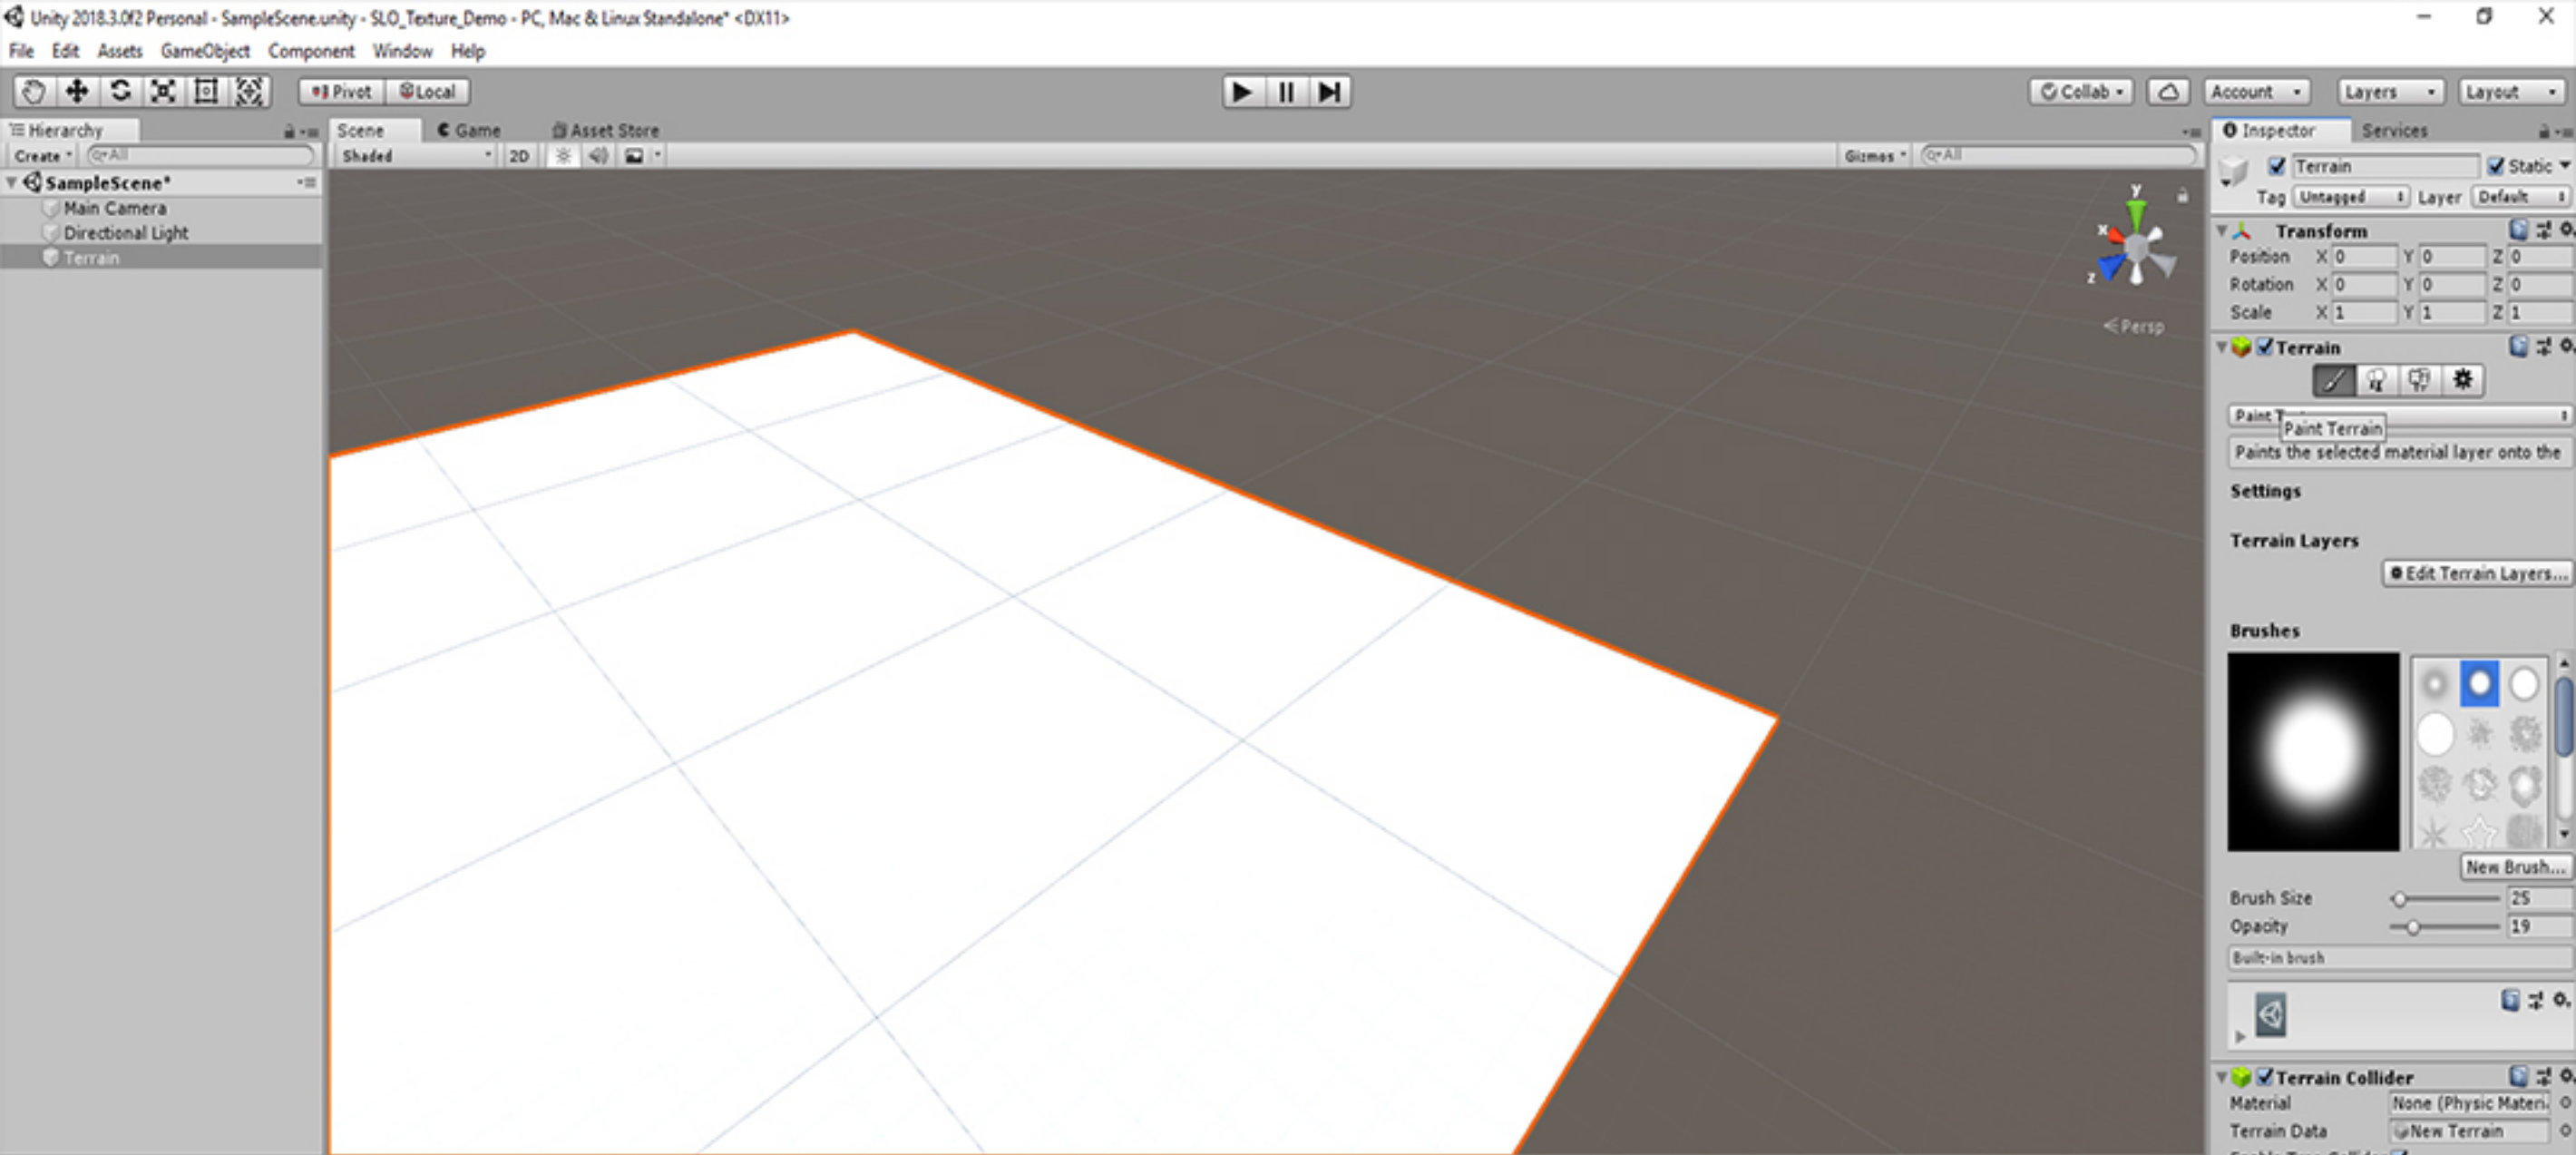 Unity 2018.3.0f2 Personal - SampleScene.unity - SLO_Texture_Demo - PC, Mac & Linux Standalone* <DX11>
File Edit Assets GameObject Component Window Help
Pivot Local Collab Account Layers Layout
Hierarchy Scene Game Asset Store Inspector Services
Create All Shaded 2D Gizmos All
SampleScene*
Main Camera
Directional Light
Terrain
y
x
z
Persp
Terrain Static
Tag Untagged Layer Default
Transform
Position X 0 Y 0 Z 0
Rotation X 0 Y 0 Z 0
Scale X 1 Y 1 Z 1
Terrain
Paint T
Paint Terrain
Paints the selected material layer onto the
Settings
Terrain Layers
Edit Terrain Layers...
Brushes
New Brush...
Brush Size 25
Opacity 19
Built-in brush
Terrain Collider
Material None (Physic Materi
Terrain Data New Terrain